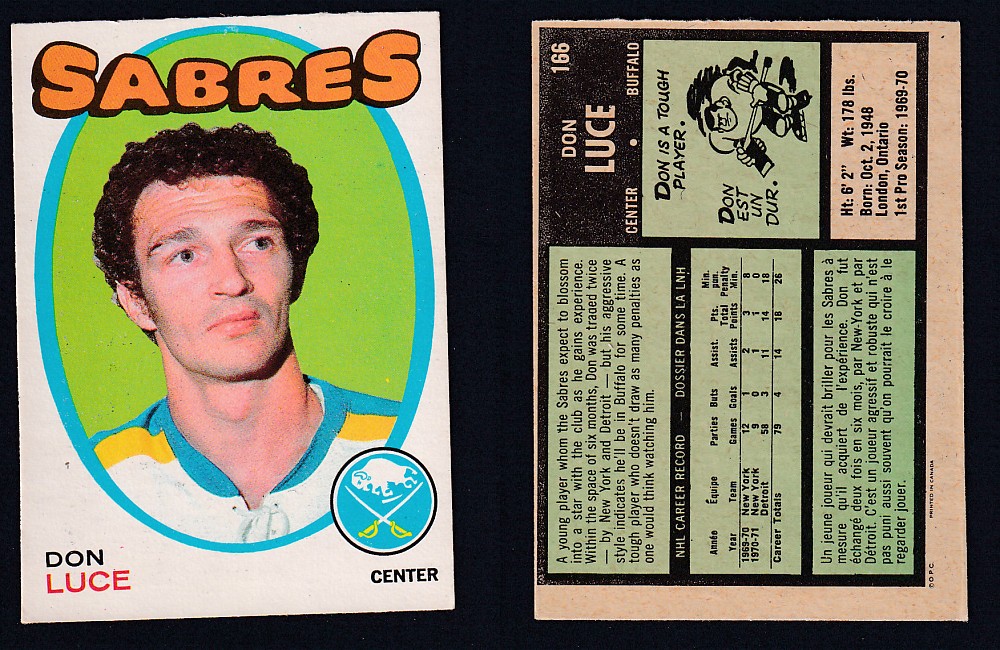 SABRES
DON
LUCE
CENTER
166
DON
LUCE
CENTER • BUFFALO
DON IS A TOUGH
PLAYER.
DON
EST
UN
DUR.
Ht: 6' 2" Wt: 178 lbs.
Born: Oct. 2, 1948
London, Ontario
1st Pro Season: 1969-70
A young player whom the Sabres expect to blossom
into a star with the club as he gains experience.
Within the space of six months, Don was traded twice
— by New York and Detroit — but his aggressive
style indicates he'll be in Buffalo for some time. A
tough player who doesn't draw as many penalties as
one would think watching him.
NHL CAREER RECORD — DOSSIER DANS LA LNH
Année Équipe Parties Buts Assist. Pts. Min. pun.
Year Team Games Goals Assists Total Points Penalty Min.
1969-70 New York 12 1 2 3 8
1970-71 New York 9 0 1 1 0
Detroit 58 3 11 14 18
Career Totals 79 4 14 18 26
Un jeune joueur qui devrait briller pour les Sabres à
mesure qu'il acquiert de l'expérience. Don fut
échangé deux fois en six mois, par New-York et par
Détroit. C'est un joueur agressif et robuste qui n'est
pas puni aussi souvent qu'on pourrait le croire à le
regarder jouer.
© O.P.C. PRINTED IN CANADA